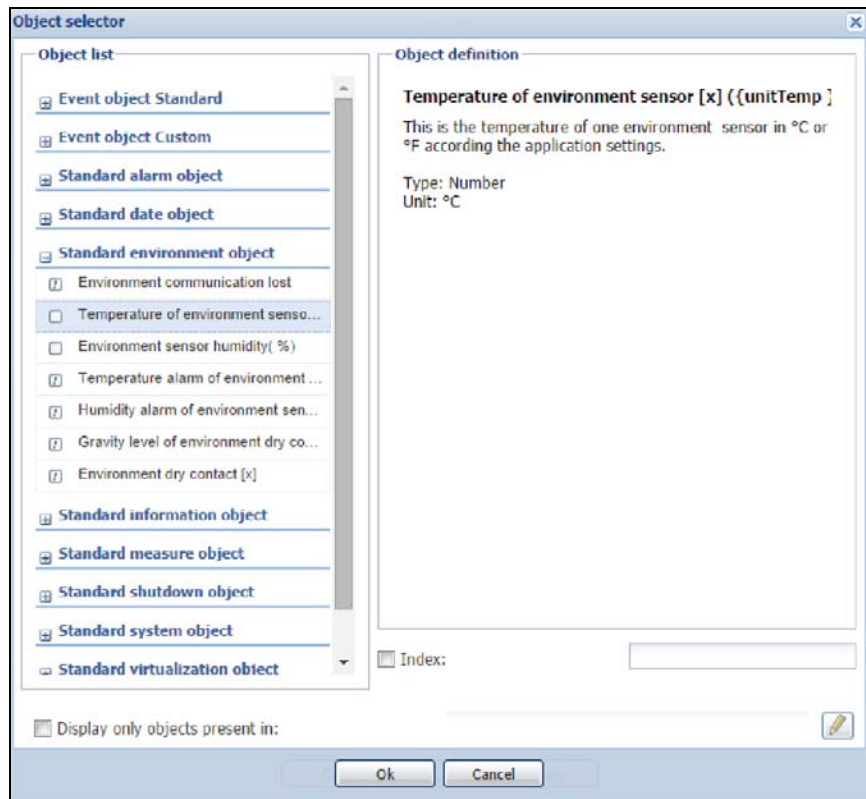 Object selector
Object list
Event object Standard
Event object Custom
Standard alarm object
Standard date object
Standard environment object
Environment communication lost
Temperature of environment senso...
Environment sensor humidity( %)
Temperature alarm of environment ...
Humidity alarm of environment sen...
Gravity level of environment dry co...
Environment dry contact [x]
Standard information object
Standard measure object
Standard shutdown object
Standard system object
Standard virtualization object
Object definition
Temperature of environment sensor [x] ({unitTemp }
This is the temperature of one environment sensor in °C or
°F according the application settings.
Type: Number
Unit: °C
Index:
Display only objects present in:
Ok
Cancel